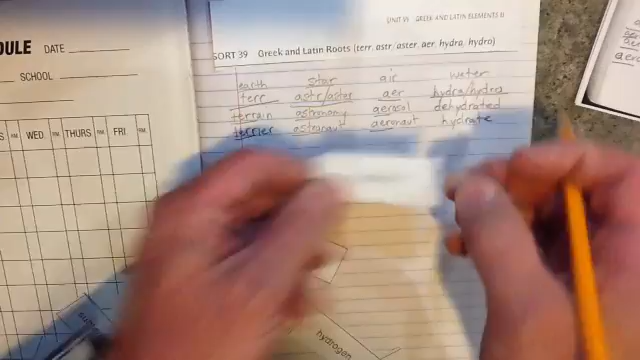 DULE DATE
SCHOOL
WED THURS FRI
UNIT VI GREEK AND LATIN ELEMENTS II
SORT 39 Greek and Latin Roots (terr, astr/aster, aer, hydra, hydro)
earth star air water
terr astr/aster aer hydra/hydro
terrain astronomy aerosol dehydrated
terrier astronaut aeronaut hydrate
hydrogen